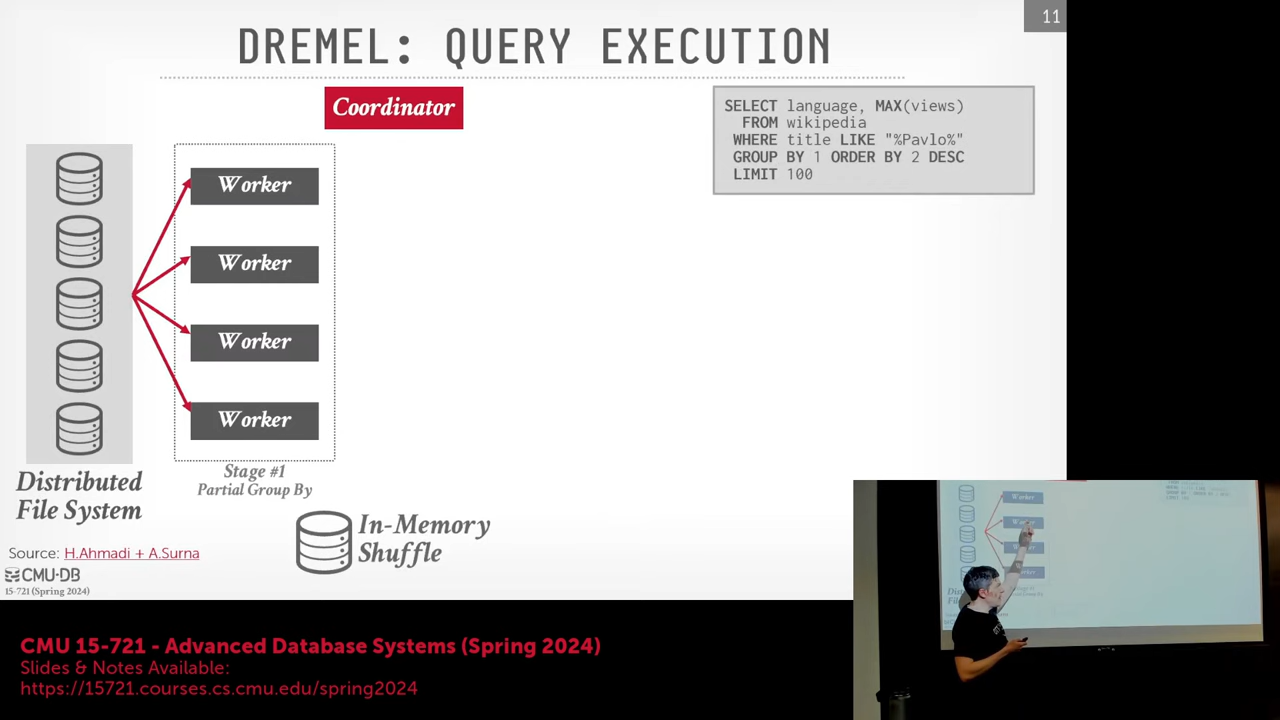 11
DREMEL: QUERY EXECUTION
Coordinator
SELECT language, MAX(views)
FROM wikipedia
WHERE title LIKE "%Pavlo%"
GROUP BY 1 ORDER BY 2 DESC
LIMIT 100
Worker
Worker
Worker
Worker
Stage #1
Partial Group By
Distributed
File System
In-Memory
Shuffle
Source: H.Ahmadi + A.Surna
CMU·DB
15-721 (Spring 2024)
CMU 15-721 - Advanced Database Systems (Spring 2024)
Slides & Notes Available:
https://15721.courses.cs.cmu.edu/spring2024
Worker
Worker
Worker